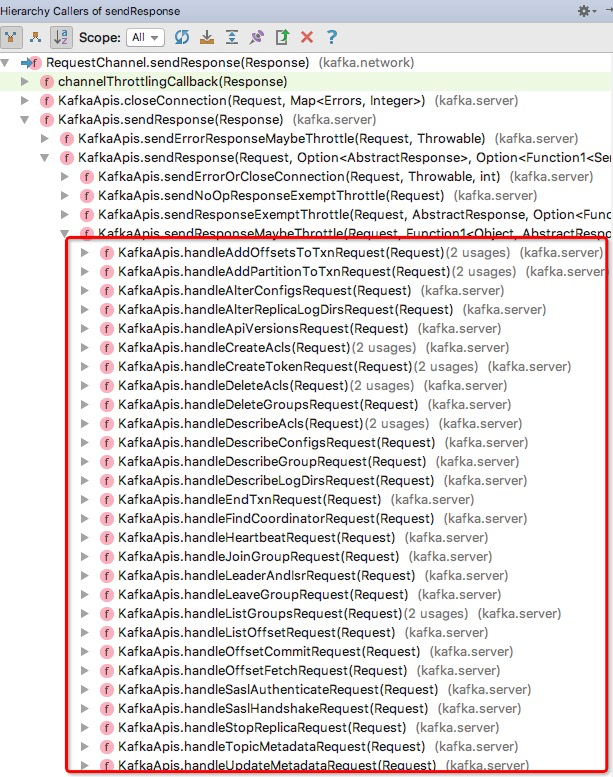 Hierarchy Callers of sendResponse
Scope: All
RequestChannel.sendResponse(Response) (kafka.network)
channelThrottlingCallback(Response)
KafkaApis.closeConnection(Request, Map<Errors, Integer>) (kafka.server)
KafkaApis.sendResponse(Response) (kafka.server)
KafkaApis.sendErrorResponseMaybeThrottle(Request, Throwable) (kafka.server)
KafkaApis.sendResponse(Request, Option<AbstractResponse>, Option<Function1<Se
KafkaApis.sendErrorOrCloseConnection(Request, Throwable, int) (kafka.server)
KafkaApis.sendNoOpResponseExemptThrottle(Request) (kafka.server)
KafkaApis.sendResponseExemptThrottle(Request, AbstractResponse, Option<Fu
KafkaApis.sendResponseMaybeThrottle(Request, Function1<Object, AbstractRespo
KafkaApis.handleAddOffsetsToTxnRequest(Request)(2 usages) (kafka.server)
KafkaApis.handleAddPartitionToTxnRequest(Request)(2 usages) (kafka.server)
KafkaApis.handleAlterConfigsRequest(Request) (kafka.server)
KafkaApis.handleAlterReplicaLogDirsRequest(Request) (kafka.server)
KafkaApis.handleApiVersionsRequest(Request) (kafka.server)
KafkaApis.handleCreateAcls(Request)(2 usages) (kafka.server)
KafkaApis.handleCreateTokenRequest(Request)(2 usages) (kafka.server)
KafkaApis.handleDeleteAcls(Request)(2 usages) (kafka.server)
KafkaApis.handleDeleteGroupsRequest(Request) (kafka.server)
KafkaApis.handleDescribeAcls(Request)(2 usages) (kafka.server)
KafkaApis.handleDescribeConfigsRequest(Request) (kafka.server)
KafkaApis.handleDescribeGroupRequest(Request) (kafka.server)
KafkaApis.handleDescribeLogDirsRequest(Request) (kafka.server)
KafkaApis.handleEndTxnRequest(Request) (kafka.server)
KafkaApis.handleFindCoordinatorRequest(Request) (kafka.server)
KafkaApis.handleHeartbeatRequest(Request) (kafka.server)
KafkaApis.handleJoinGroupRequest(Request) (kafka.server)
KafkaApis.handleLeaderAndIsrRequest(Request) (kafka.server)
KafkaApis.handleLeaveGroupRequest(Request) (kafka.server)
KafkaApis.handleListGroupsRequest(Request)(2 usages) (kafka.server)
KafkaApis.handleListOffsetRequest(Request) (kafka.server)
KafkaApis.handleOffsetCommitRequest(Request) (kafka.server)
KafkaApis.handleOffsetFetchRequest(Request) (kafka.server)
KafkaApis.handleSaslAuthenticateRequest(Request) (kafka.server)
KafkaApis.handleSaslHandshakeRequest(Request) (kafka.server)
KafkaApis.handleStopReplicaRequest(Request) (kafka.server)
KafkaApis.handleTopicMetadataRequest(Request) (kafka.server)
KafkaApis.handleUpdateMetadataRequest(Request) (kafka.server)